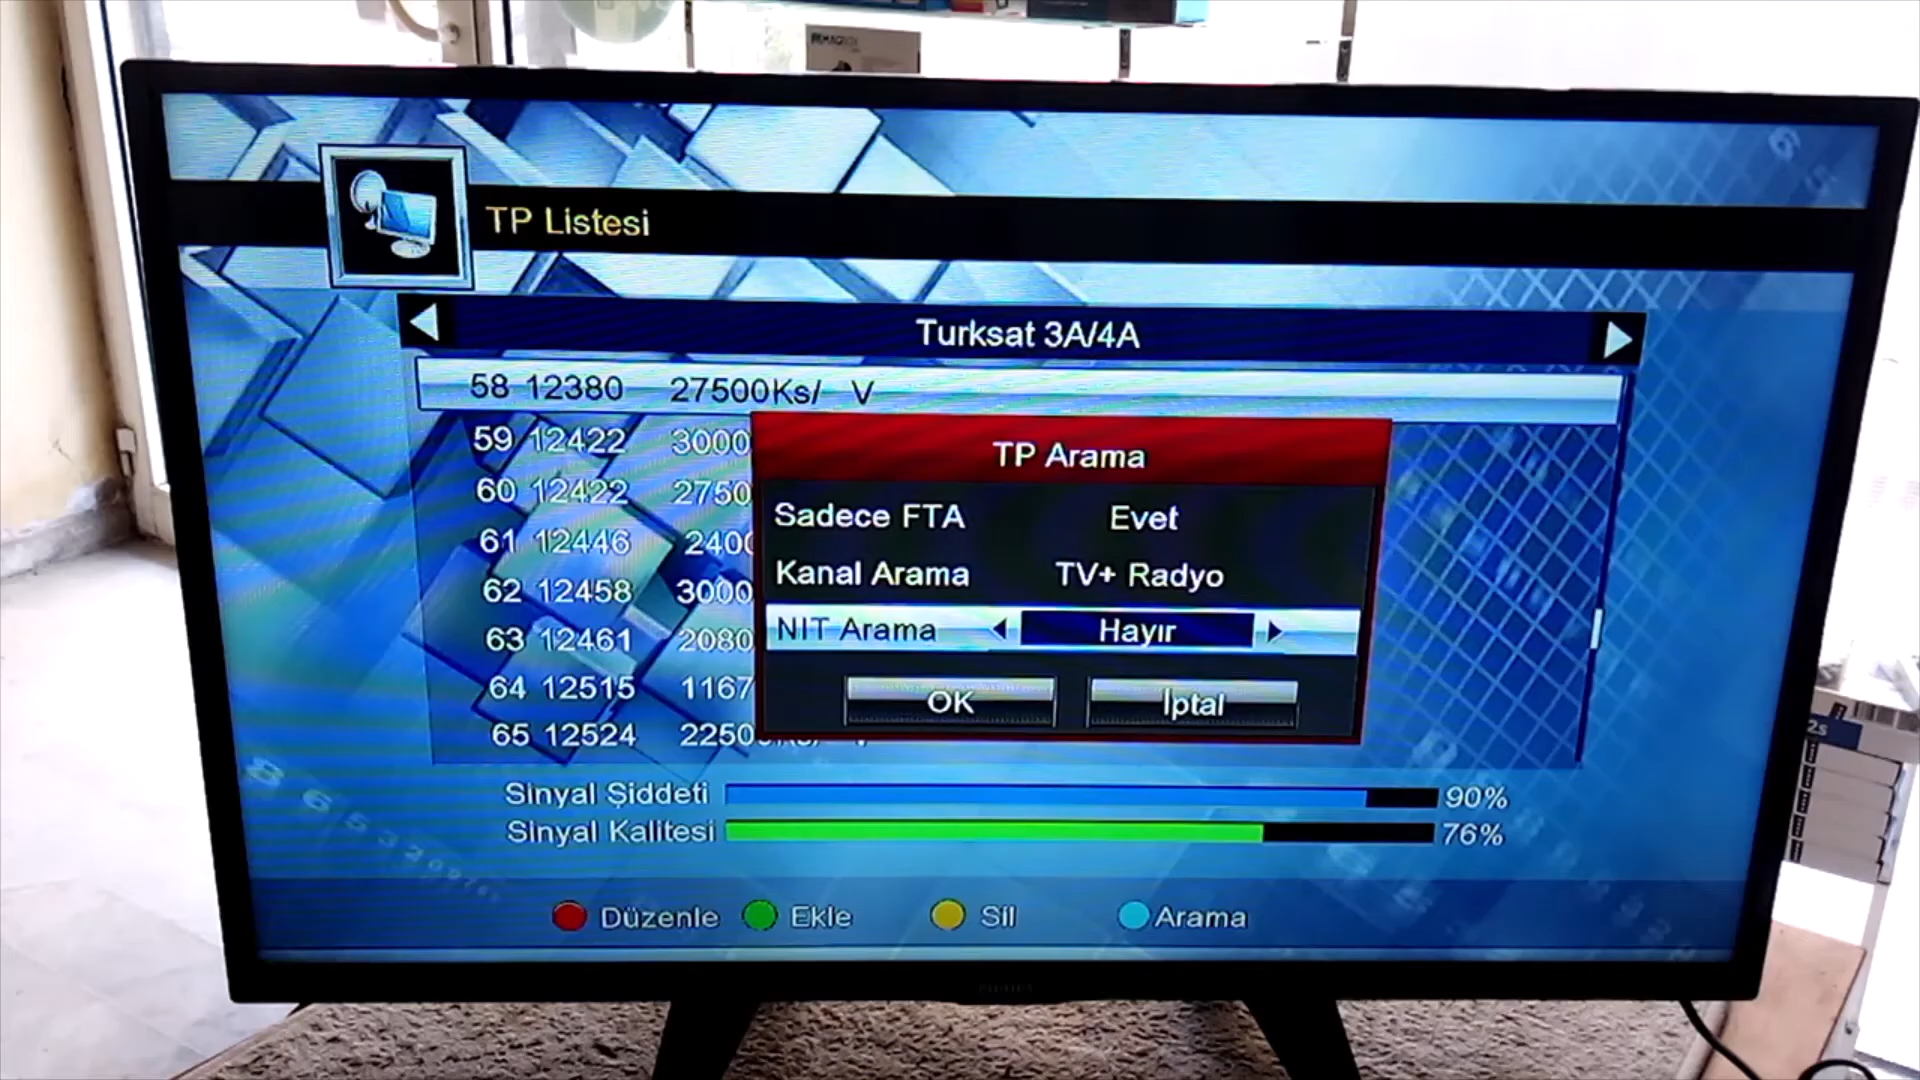 TP Listesi
Turksat 3A/4A
58 12380 27500Ks/ V
59 12422 3000
60 12422 2750
61 12446 2400
62 12458 3000
63 12461 2080
64 12515 1167
65 12524 2250
TP Arama
Sadece FTA Evet
Kanal Arama TV+ Radyo
NIT Arama Hayır
OK İptal
Sinyal Şiddeti 90%
Sinyal Kalitesi 76%
Düzenle Ekle Sil Arama
PHILIPS